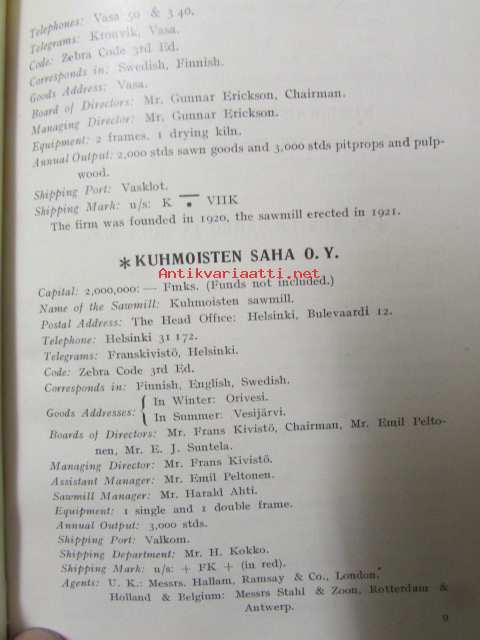 Telephones: Vasa 50 & 3 40.
Telegrams: Kronvik, Vasa.
Code: Zebra Code 3rd Ed.
Corresponds in: Swedish, Finnish.
Goods Address: Vasa.
Board of Directors: Mr. Gunnar Erickson, Chairman.
Managing Director: Mr. Gunnar Erickson.
Equipment: 2 frames. 1 drying kiln.
Annual Output: 2,000 stds sawn goods and 3,000 stds pitprops and pulp-
wood.
Shipping Port: Vasklot.
Shipping Mark: u/s: K — • VIIK
The firm was founded in 1920, the sawmill erected in 1921.
* KUHMOISTEN SAHA O. Y.
Antikvariaatti.net
Capital: 2,000,000: — Fmks. (Funds not included.)
Name of the Sawmill: Kuhmoisten sawmill.
Postal Address: The Head Office: Helsinki, Bulevaardi 12.
Telephone: Helsinki 31 172.
Telegrams: Franskivistö, Helsinki.
Code: Zebra Code 3rd Ed.
Corresponds in: Finnish, English, Swedish.
Goods Addresses: { In Winter: Orivesi.
In Summer: Vesijärvi.
Boards of Directors: Mr. Frans Kivistö, Chairman, Mr. Emil Pelto-
nen, Mr. E. J. Suntela.
Managing Director: Mr. Frans Kivistö.
Assistant Manager: Mr. Emil Peltonen.
Sawmill Manager: Mr. Harald Ahti.
Equipment: 1 single and 1 double frame.
Annual Output: 3,000 stds.
Shipping Port: Valkom.
Shipping Department: Mr. H. Kokko.
Shipping Mark: u/s: + FK + (in red).
Agents: U. K.: Messrs. Hallam, Ramsay & Co., London.
Holland & Belgium: Messrs Stahl & Zoon, Rotterdam &
Antwerp.
9